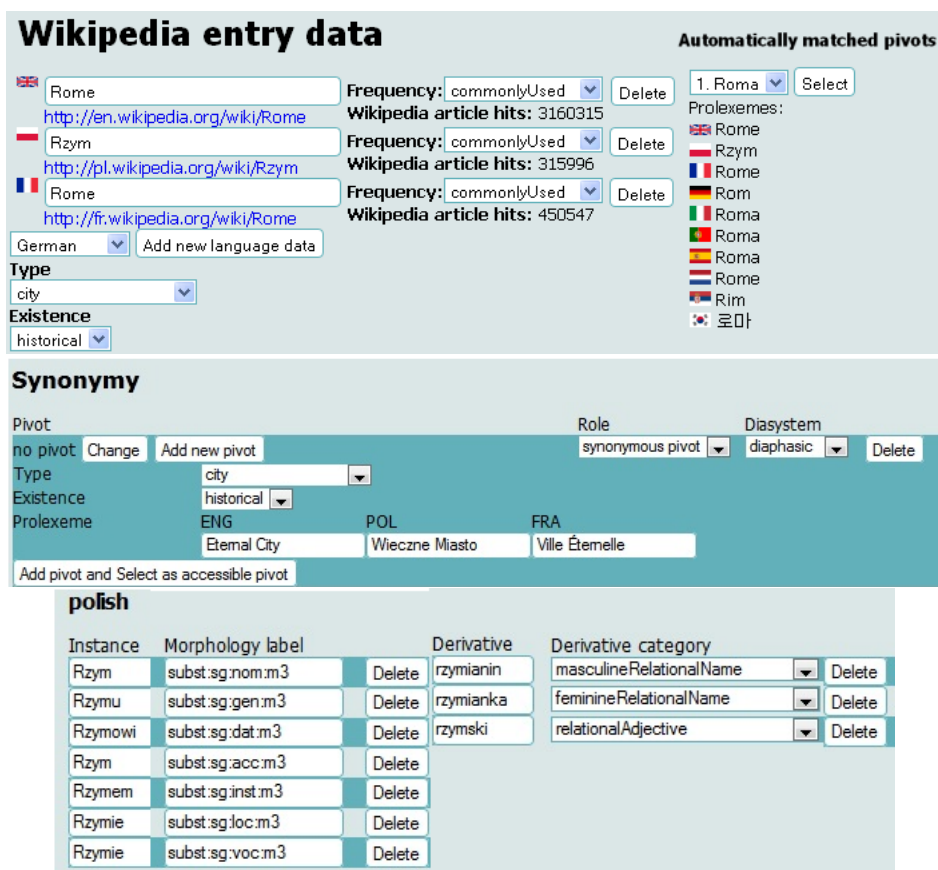 Wikipedia entry data
Automatically matched pivots
Rome Frequency: commonlyUsed Delete 1. Roma Select
http://en.wikipedia.org/wiki/Rome Wikipedia article hits: 3160315 Prolexemes:
Rome
Rzym Frequency: commonlyUsed Delete Rzym
http://pl.wikipedia.org/wiki/Rzym Wikipedia article hits: 315996 Rome
Rome Frequency: commonlyUsed Delete Rom
http://fr.wikipedia.org/wiki/Rome Wikipedia article hits: 450547 Roma
German Add new language data Roma
Type Roma
city Rome
Existence Rim
historical 로마
Synonymy
Pivot Role Diasystem
no pivot Change Add new pivot synonymous pivot diaphasic Delete
Type city
Existence historical
Prolexeme ENG POL FRA
Eternal City Wieczne Miasto Ville Éternelle
Add pivot and Select as accessible pivot
polish
Instance Morphology label Derivative Derivative category
Rzym subst:sg:nom:m3 Delete rzymianin masculineRelationalName Delete
Rzymu subst:sg:gen:m3 Delete rzymianka feminineRelationalName Delete
Rzymowi subst:sg:dat:m3 Delete rzymski relationalAdjective Delete
Rzym subst:sg:acc:m3 Delete
Rzymem subst:sg:inst:m3 Delete
Rzymie subst:sg:loc:m3 Delete
Rzymie subst:sg:voc:m3 Delete